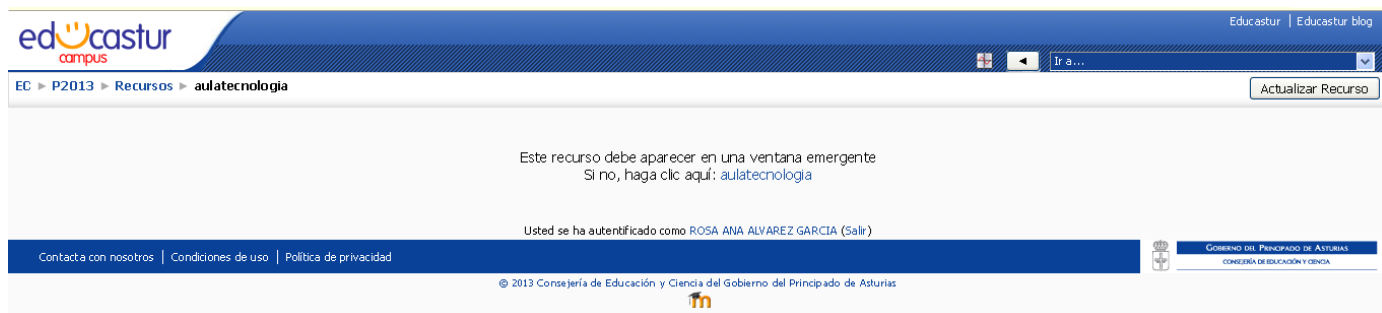 educastur
campus
Educastur | Educastur blog
Ir a...
EC ► P2013 ► Recursos ► aulatecnologia
Actualizar Recurso
Este recurso debe aparecer en una ventana emergente
Si no, haga clic aquí: aulatecnologia
Usted se ha autentificado como ROSA ANA ALVAREZ GARCIA (Salir)
Contacta con nosotros | Condiciones de uso | Política de privacidad
GOBIERNO DEL PRINCIPADO DE ASTURIAS
CONSEJERÍA DE EDUCACIÓN Y CIENCIA
© 2013 Consejería de Educación y Ciencia del Gobierno del Principado de Asturias
m